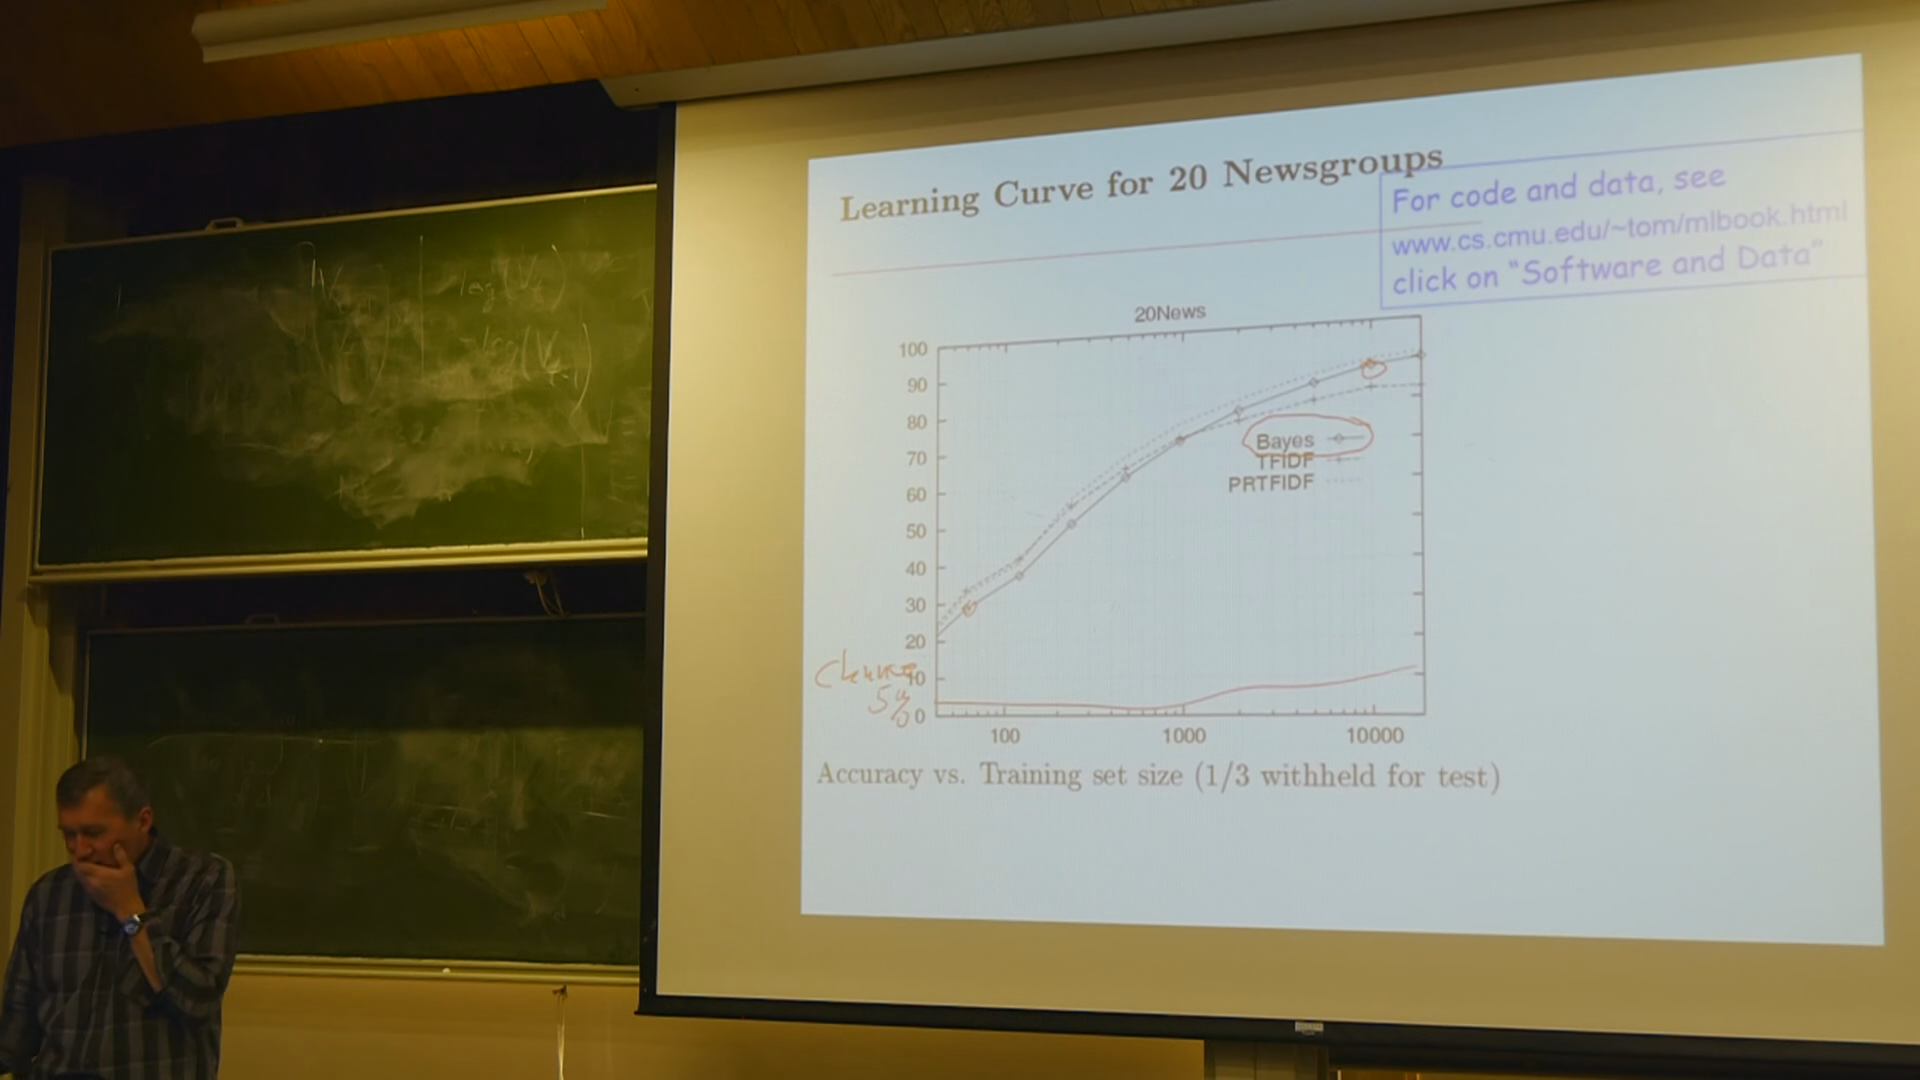 Learning Curve for 20 Newsgroups
For code and data, see
www.cs.cmu.edu/~tom/mlbook.html
click on "Software and Data"
20News
100
90
80
70
60
50
40
30
20
10
0
Bayes
TFIDF
PRTFIDF
Chance
5%
100 1000 10000
Accuracy vs. Training set size (1/3 withheld for test)